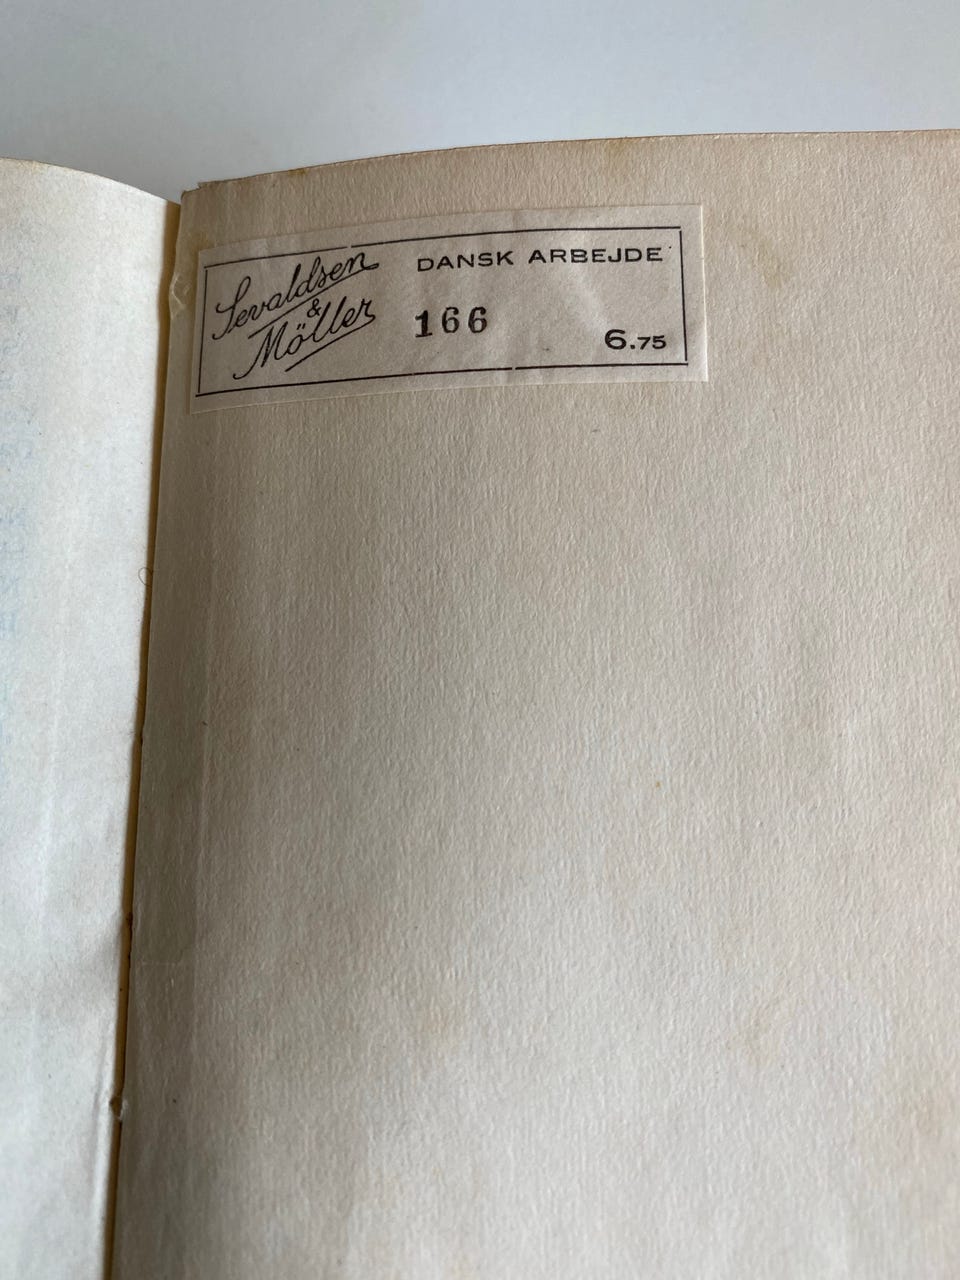 Sevaldsen
&
Möller
DANSK ARBEJDE
166
6.75